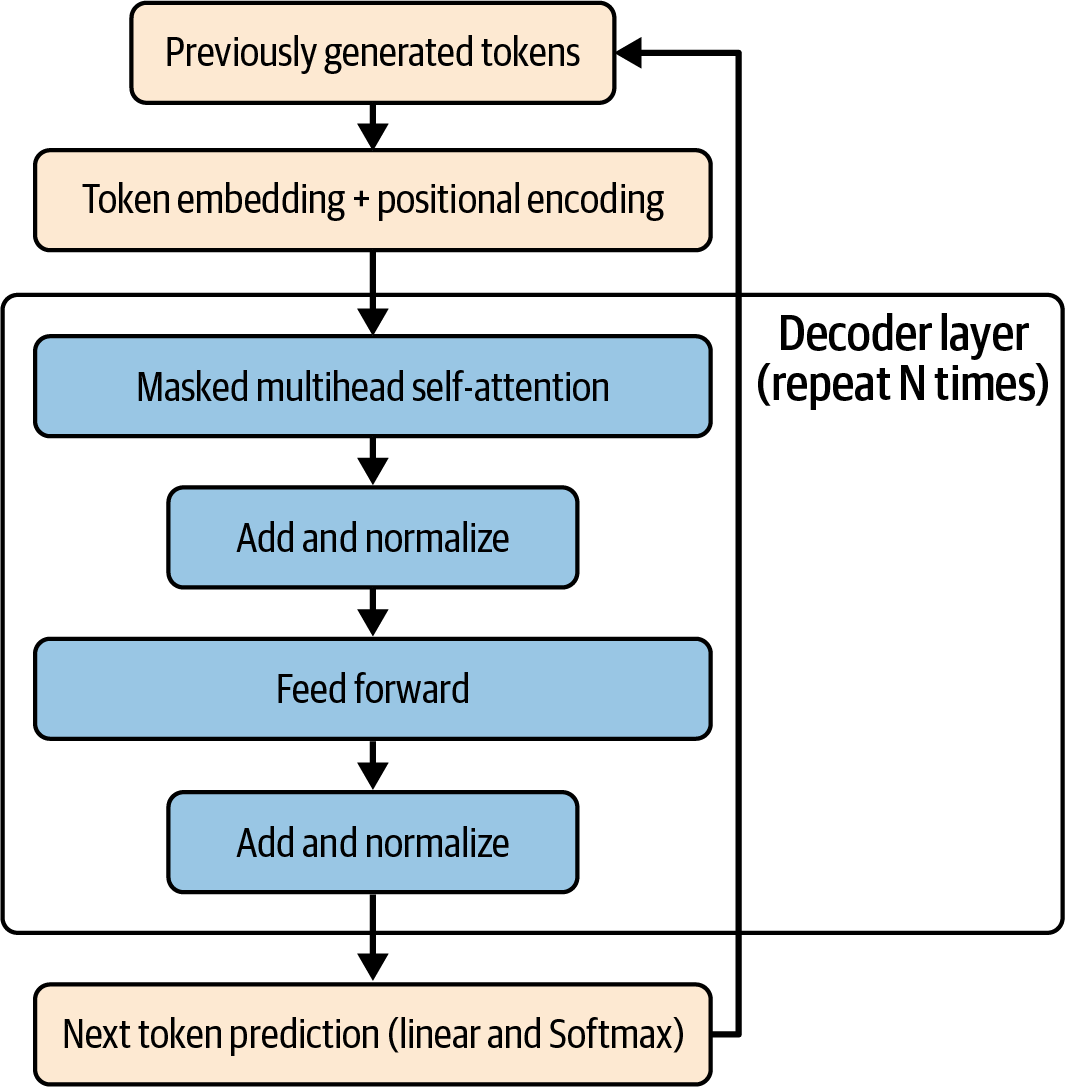 Previously generated tokens
Token embedding + positional encoding
Decoder layer
(repeat N times)
Masked multihead self-attention
Add and normalize
Feed forward
Add and normalize
Next token prediction (linear and Softmax)